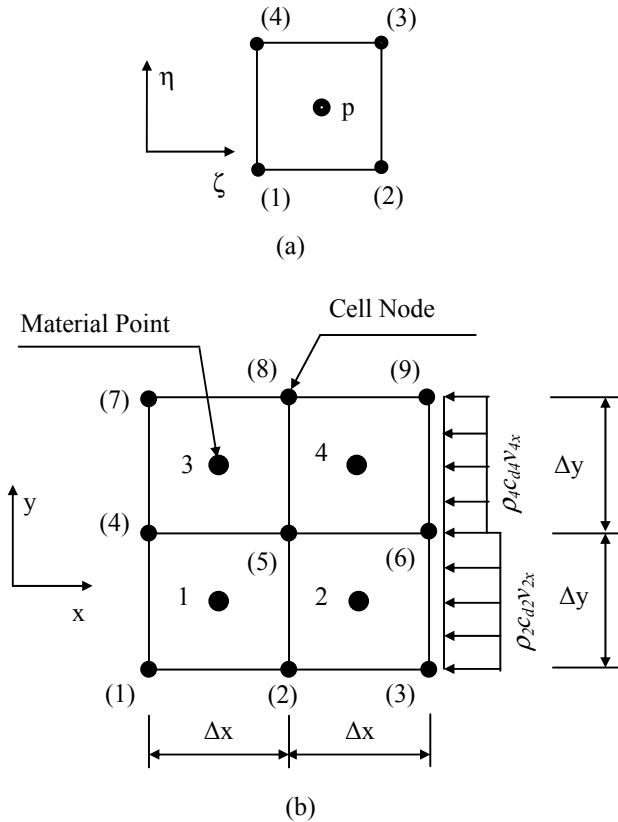 (4) (3)
η
p
ζ
(1) (2)
(a)
Material Point
Cell Node
(8) (9)
(7)
3 4
ρ4cd4v4x
Δy
y
(4)
(5) (6)
x
1 2
ρ2cd2v2x
Δy
(1) (2) (3)
Δx Δx
(b)